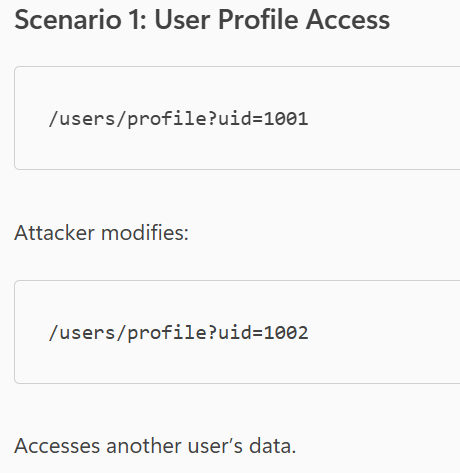 Scenario 1: User Profile Access
/users/profile?uid=1001
Attacker modifies:
/users/profile?uid=1002
Accesses another user’s data.